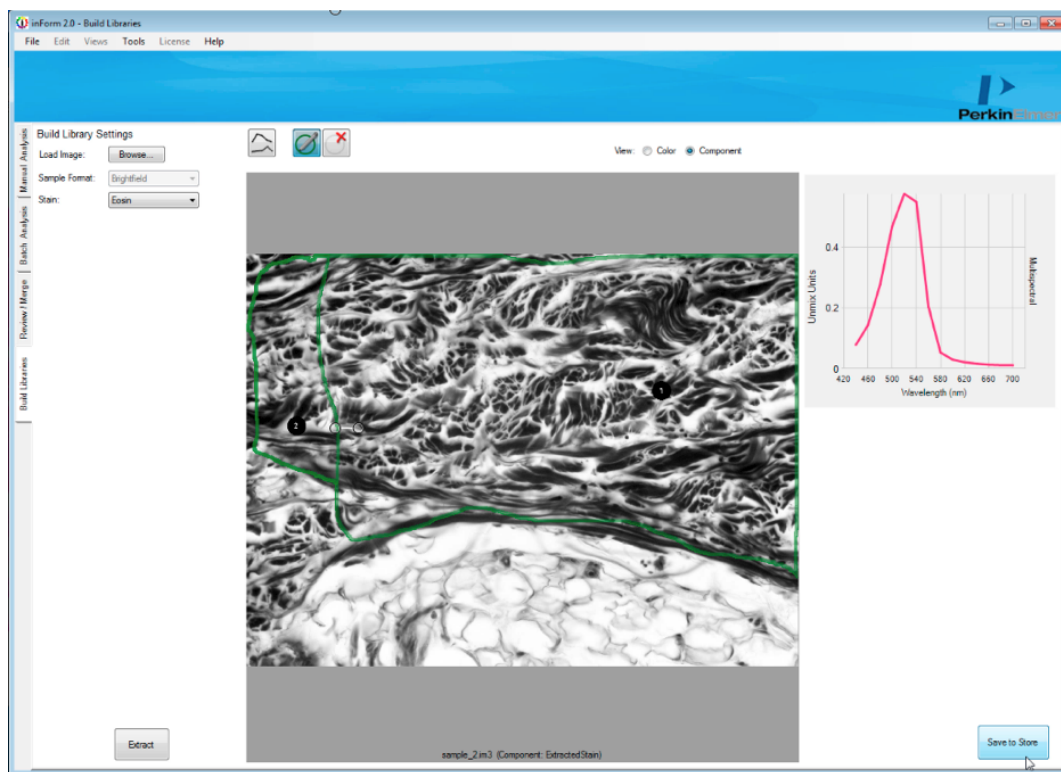 inForm 2.0 - Build Libraries
File Edit Views Tools License Help
PerkinElmer
Manual Analysis
Batch Analysis
Review / Merge
Build Libraries
Build Library Settings
Load Image: Browse...
Sample Format: Brightfield
Stain: Eosin
View: Color Component
1
2
0.4
0.2
0
Unmix Units
Multispectral
420 460 500 540 580 620 660 700
Wavelength (nm)
Extract
sample_2.im3 (Component: ExtractedStain)
Save to Store